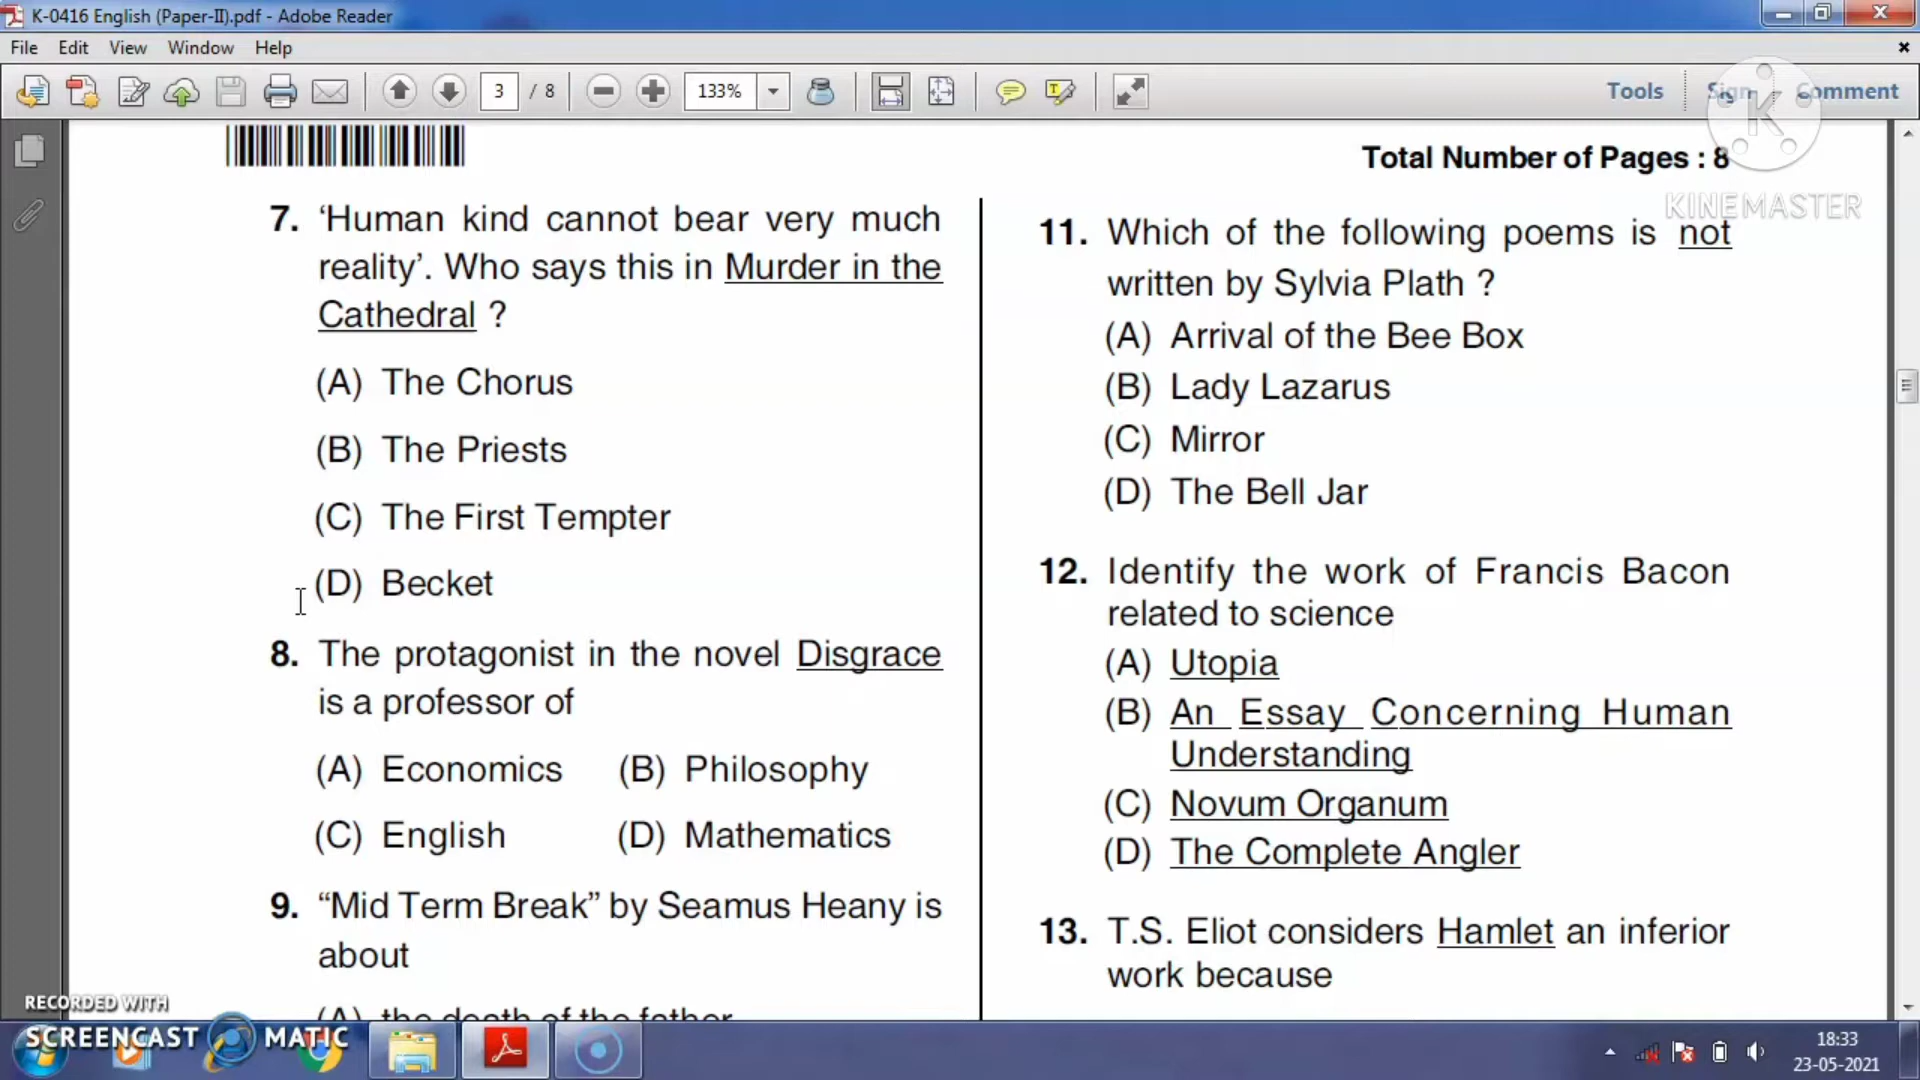 K-0416 English (Paper-II).pdf - Adobe Reader
File Edit View Window Help
3 / 8 133% Tools Sign Comment
KINEMASTER
Total Number of Pages : 8
7. ‘Human kind cannot bear very much
reality’. Who says this in Murder in the
Cathedral ?
(A) The Chorus
(B) The Priests
(C) The First Tempter
(D) Becket
8. The protagonist in the novel Disgrace
is a professor of
(A) Economics (B) Philosophy
(C) English (D) Mathematics
9. “Mid Term Break” by Seamus Heany is
about
(A) the death of the father
11. Which of the following poems is not
written by Sylvia Plath ?
(A) Arrival of the Bee Box
(B) Lady Lazarus
(C) Mirror
(D) The Bell Jar
12. Identify the work of Francis Bacon
related to science
(A) Utopia
(B) An Essay Concerning Human
Understanding
(C) Novum Organum
(D) The Complete Angler
13. T.S. Eliot considers Hamlet an inferior
work because
RECORDED WITH
SCREENCAST MATIC
18:33
23-05-2021